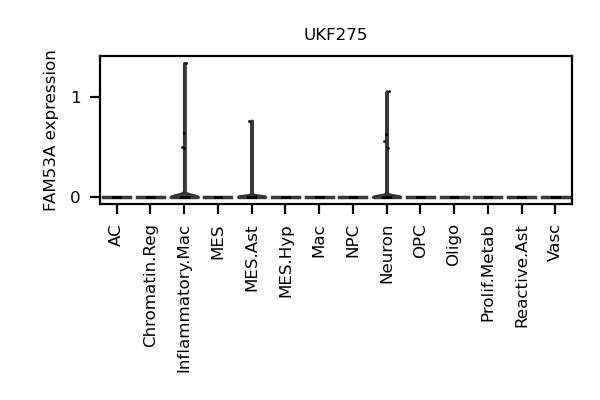 UKF275
FAM53A expression
1
0
AC
Chromatin.Reg
Inflammatory.Mac
MES
MES.Ast
MES.Hyp
Mac
NPC
Neuron
OPC
Oligo
Prolif.Metab
Reactive.Ast
Vasc